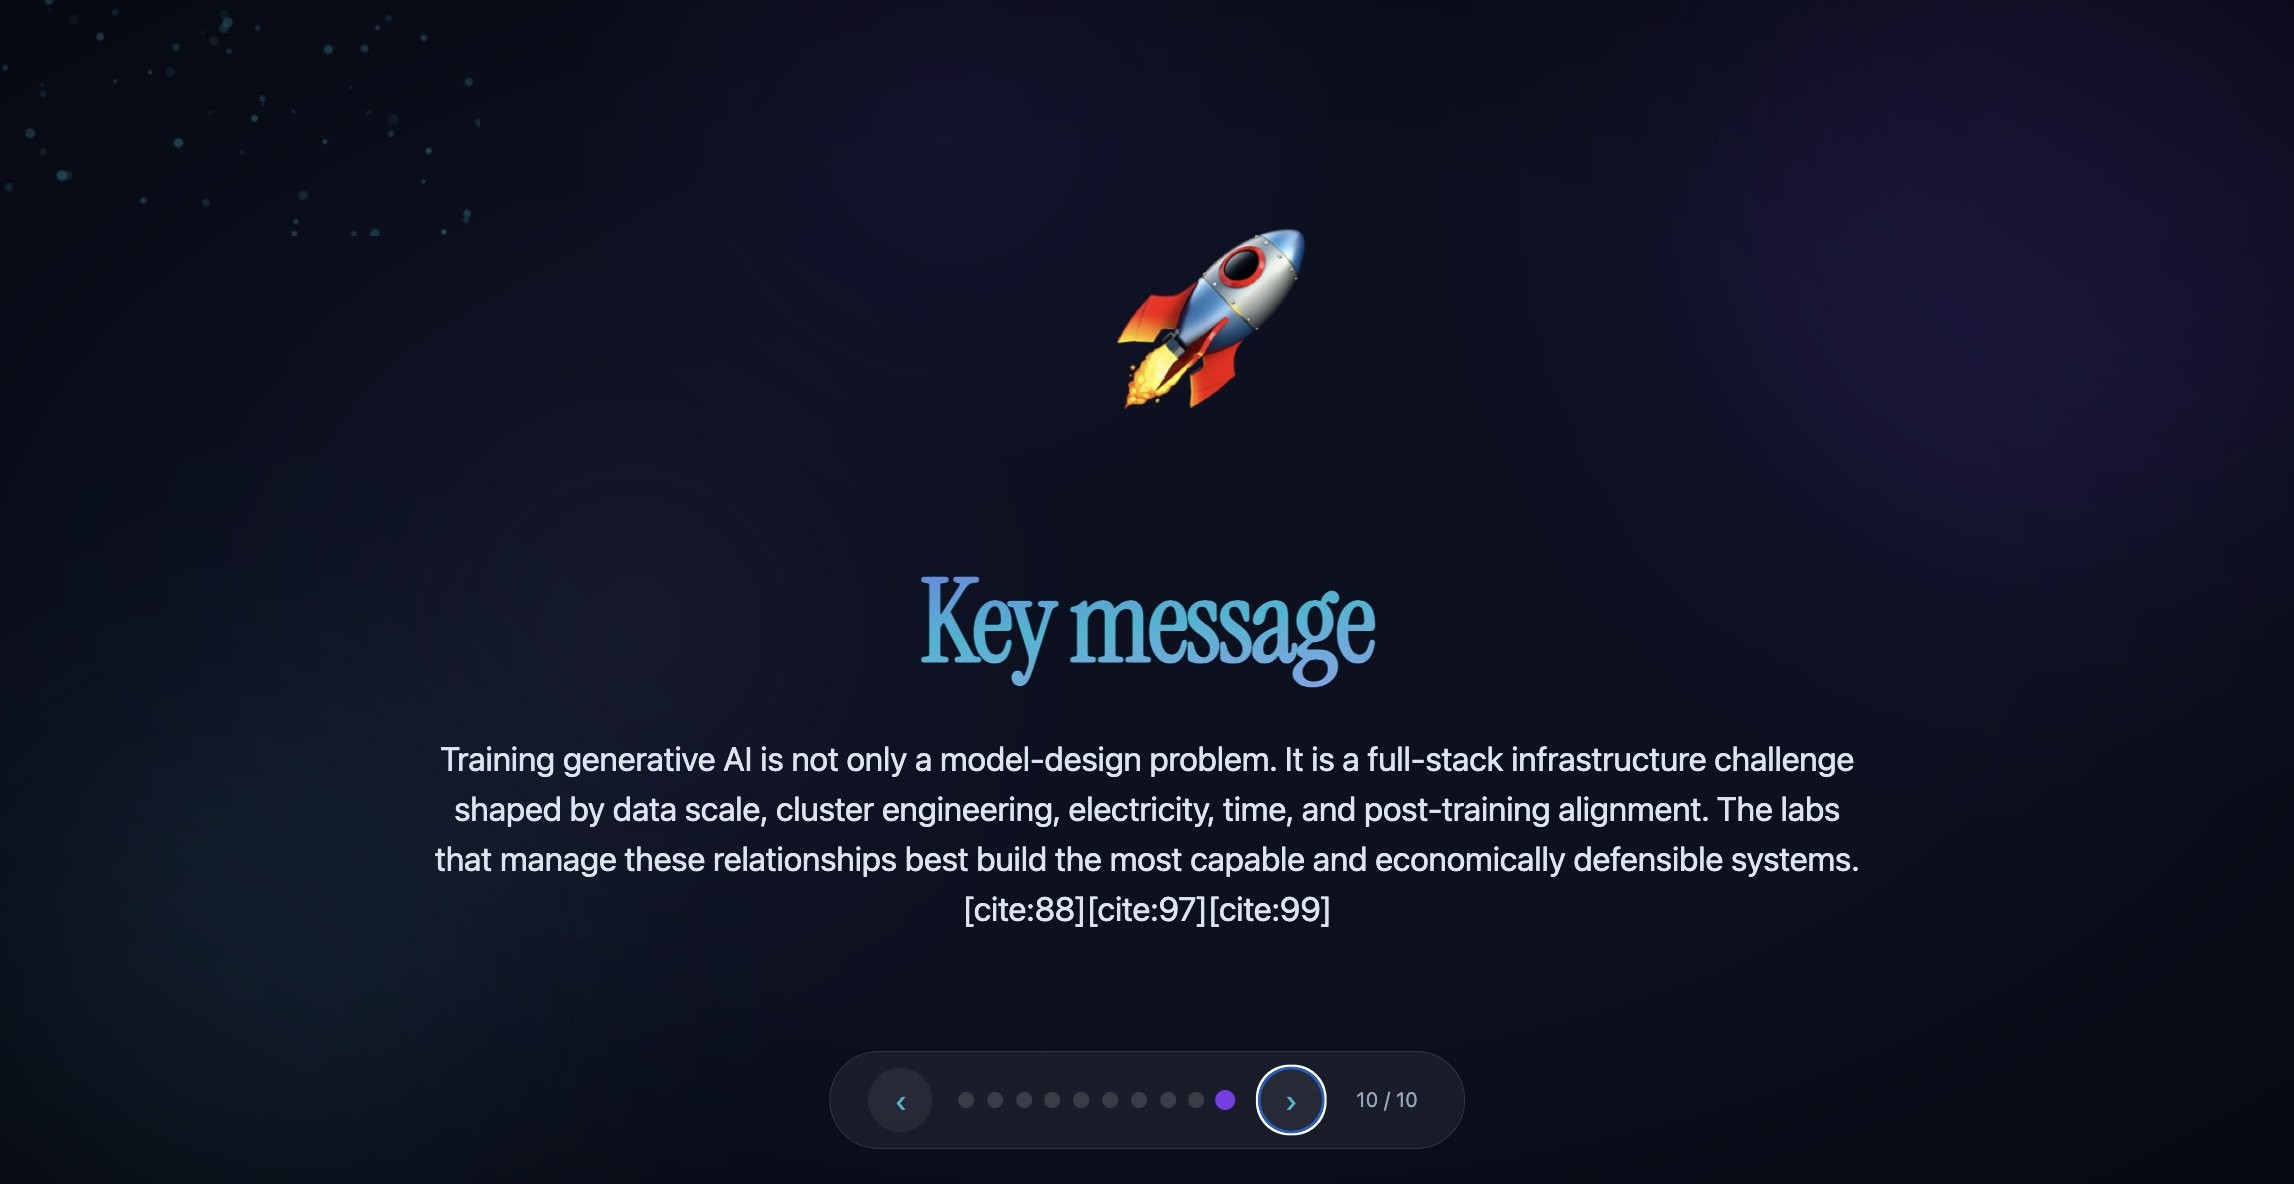 Key message
Training generative AI is not only a model-design problem. It is a full-stack infrastructure challenge
shaped by data scale, cluster engineering, electricity, time, and post-training alignment. The labs
that manage these relationships best build the most capable and economically defensible systems.
[cite:88][cite:97][cite:99]
‹ › 10 / 10